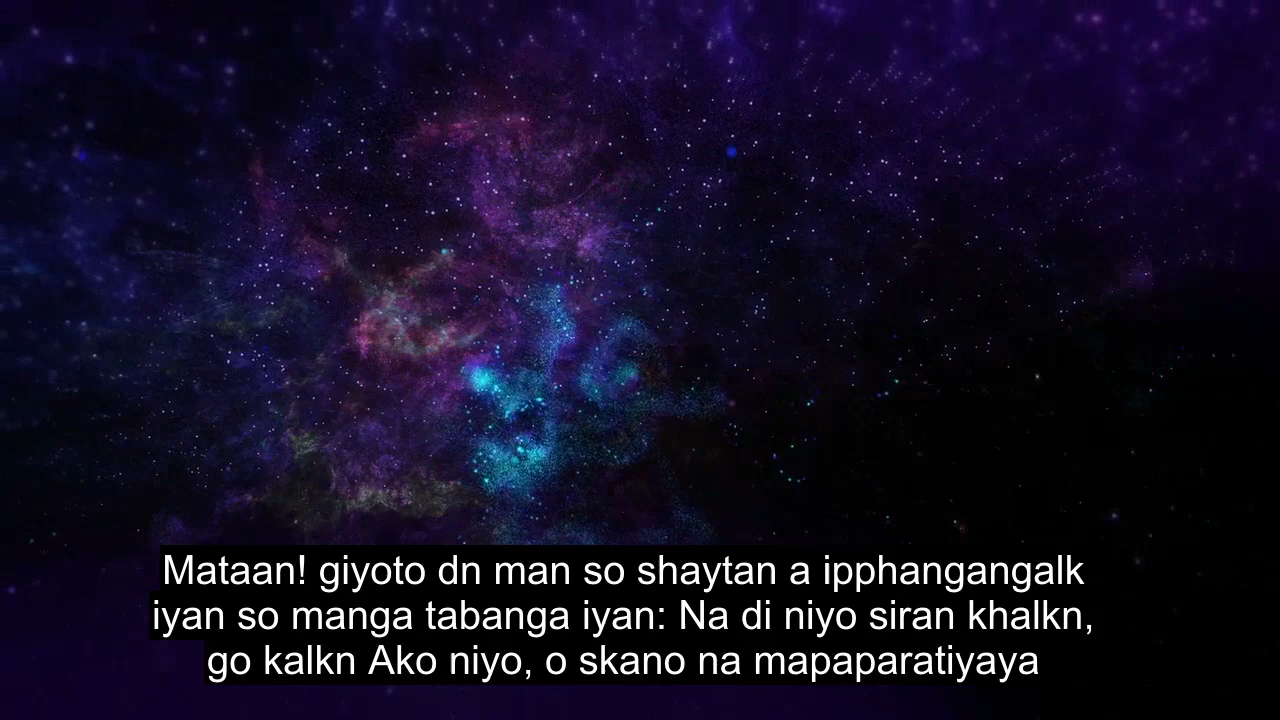 Mataan! giyoto dn man so shaytan a ipphangangalk
iyan so manga tabanga iyan: Na di niyo siran khalkn,
go kalkn Ako niyo, o skano na mapaparatiyaya